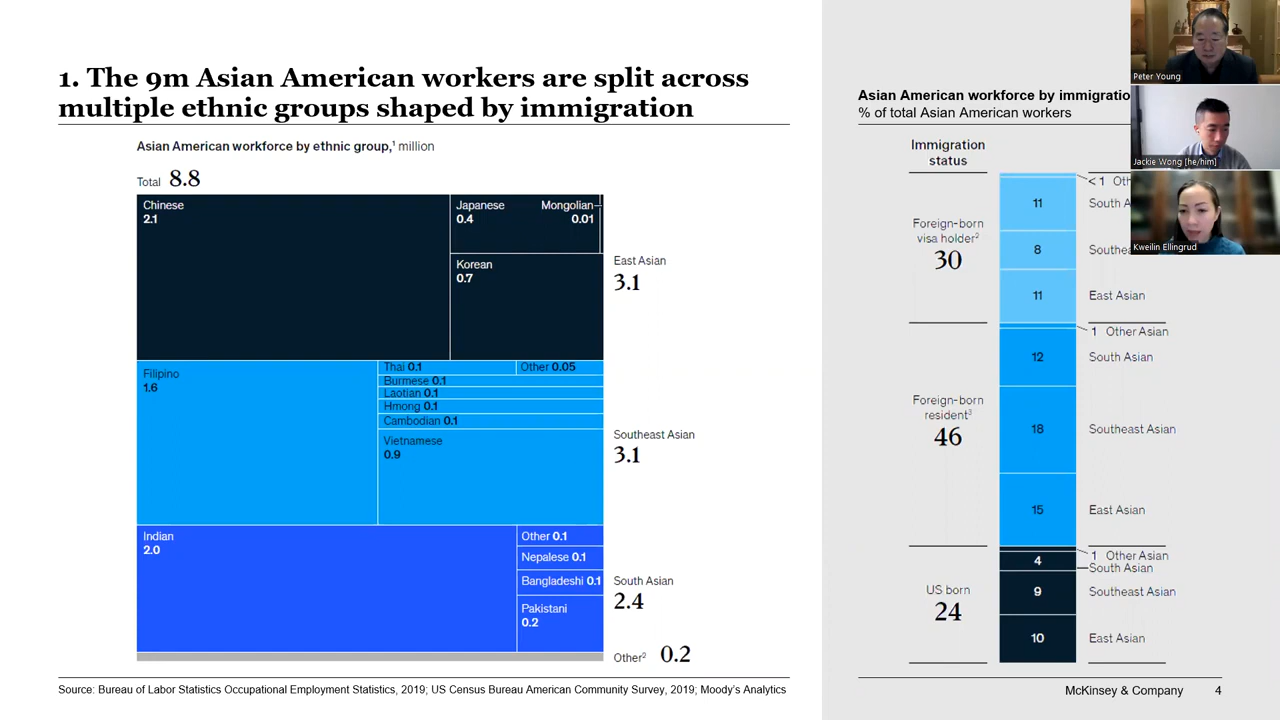 1. The 9m Asian American workers are split across
multiple ethnic groups shaped by immigration
Asian American workforce by ethnic group,¹ million
Total 8.8
Chinese
2.1
Japanese
0.4
Mongolian
0.01
Korean
0.7
East Asian
3.1
Filipino
1.6
Thai 0.1
Other 0.05
Burmese 0.1
Laotian 0.1
Hmong 0.1
Cambodian 0.1
Vietnamese
0.9
Southeast Asian
3.1
Indian
2.0
Other 0.1
Nepalese 0.1
Bangladeshi 0.1
Pakistani
0.2
South Asian
2.4
Other² 0.2
Source: Bureau of Labor Statistics Occupational Employment Statistics, 2019; US Census Bureau American Community Survey, 2019; Moody's Analytics
Asian American workforce by immigratio
% of total Asian American workers
Immigration
status
Foreign-born
visa holder²
30
<1 Oth
11 South A
8 Southe
11 East Asian
Foreign-born
resident³
46
1 Other Asian
12 South Asian
18 Southeast Asian
15 East Asian
US born
24
1 Other Asian
4 South Asian
9 Southeast Asian
10 East Asian
McKinsey & Company 4
Peter Young
Jackie Wong [he/him]
Kweilin Ellingrud